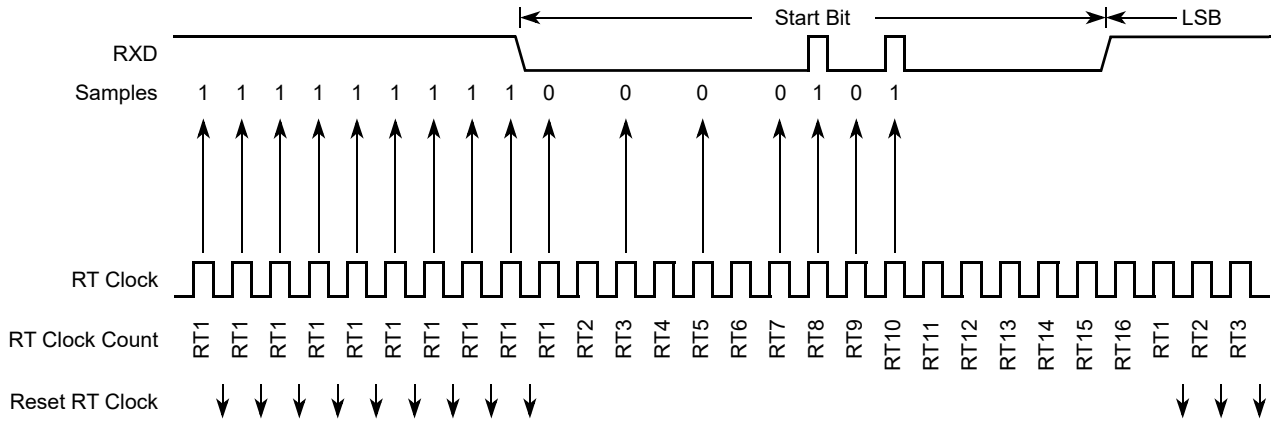 Start Bit LSB
RXD
Samples 1 1 1 1 1 1 1 1 1 0 0 0 0 1 0 1
RT Clock
RT Clock Count RT1 RT1 RT1 RT1 RT1 RT1 RT1 RT1 RT1 RT1 RT2 RT3 RT4 RT5 RT6 RT7 RT8 RT9 RT10 RT11 RT12 RT13 RT14 RT15 RT16 RT1 RT2 RT3
Reset RT Clock